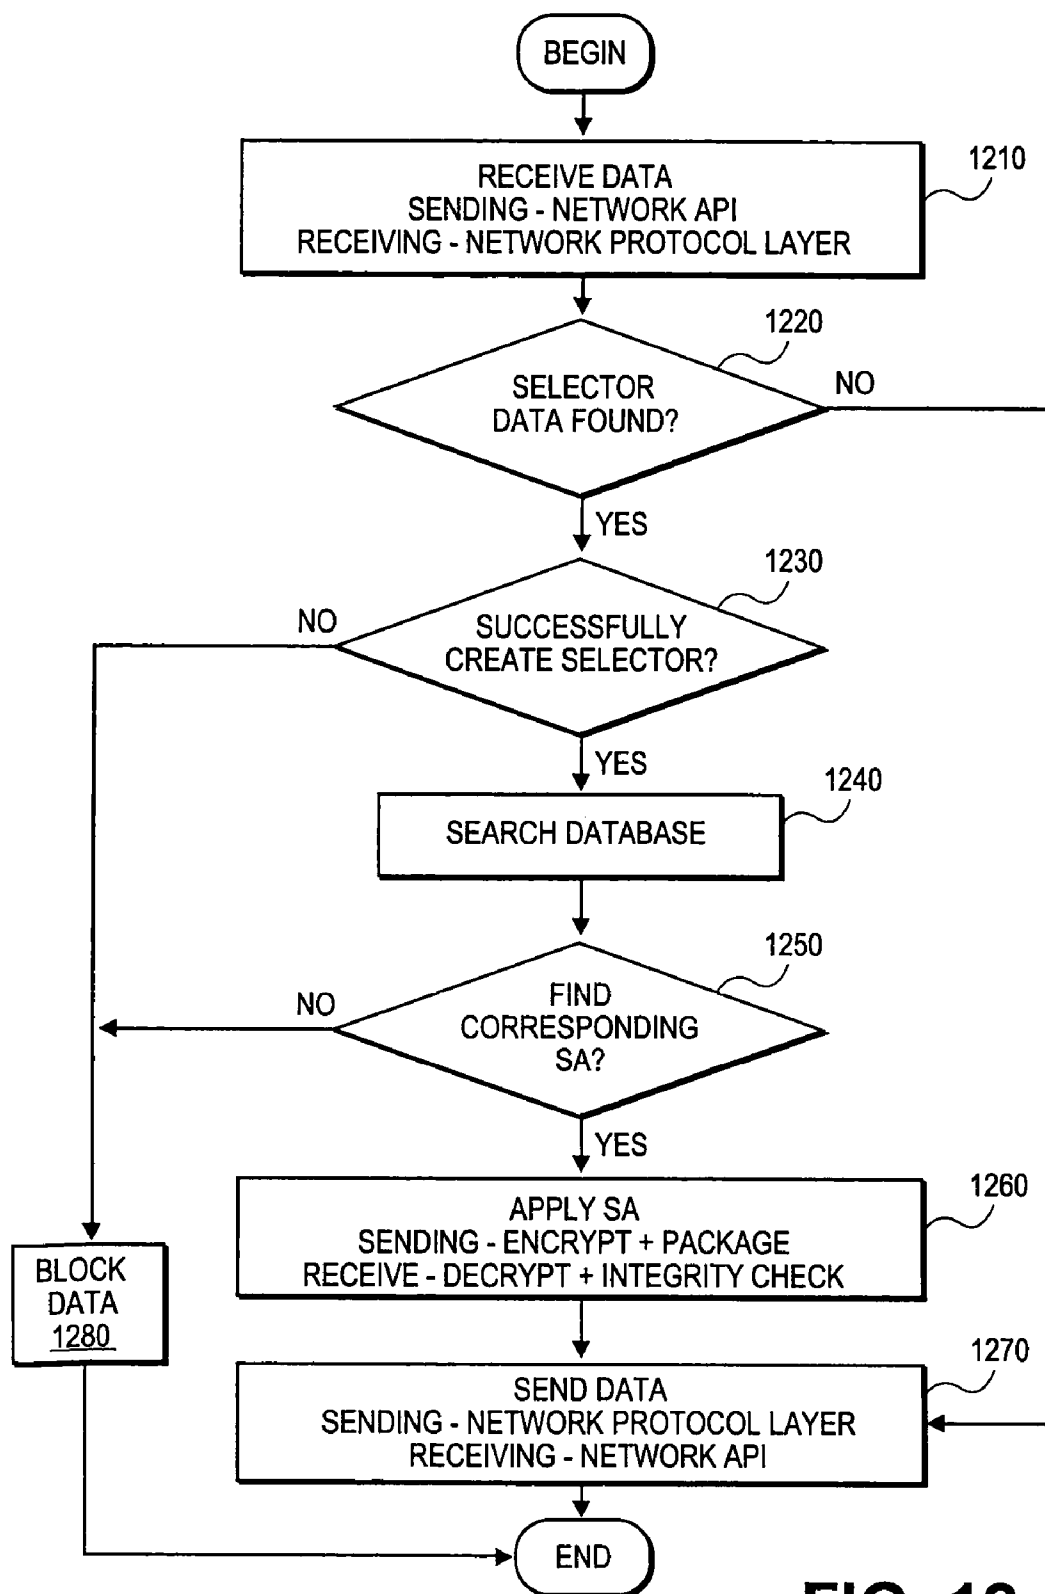 BEGIN
1210
RECEIVE DATA
SENDING - NETWORK API
RECEIVING - NETWORK PROTOCOL LAYER
1220
SELECTOR
DATA FOUND?
NO
YES
1230
SUCCESSFULLY
CREATE SELECTOR?
NO
YES
1240
SEARCH DATABASE
1250
FIND
CORRESPONDING
SA?
NO
YES
1260
APPLY SA
SENDING - ENCRYPT + PACKAGE
RECEIVE - DECRYPT + INTEGRITY CHECK
BLOCK
DATA
1280
1270
SEND DATA
SENDING - NETWORK PROTOCOL LAYER
RECEIVING - NETWORK API
END